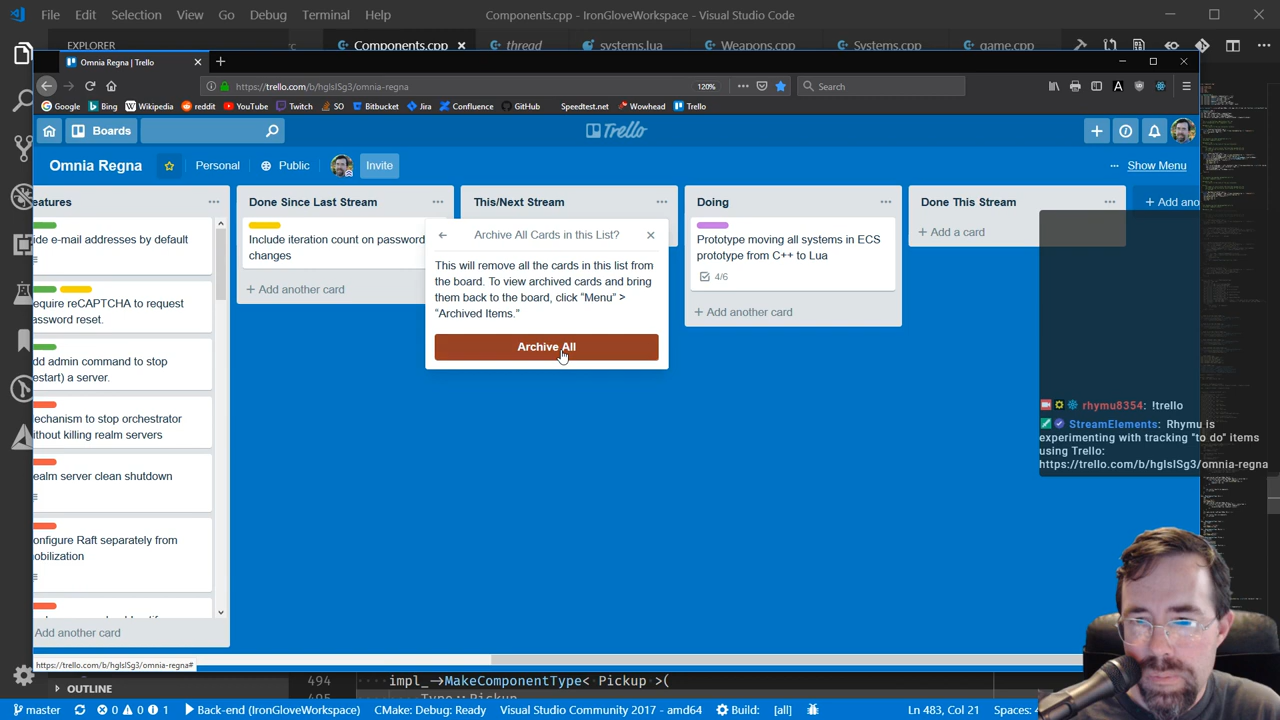 File Edit Selection View Go Debug Terminal Help
Components.cpp - IronGloveWorkspace - Visual Studio Code
EXPLORER
Components.cpp
thread
systems.lua
Weapons.cpp
Systems.cpp
game.cpp
Omnia Regna | Trello
https://trello.com/b/hglslSg3/omnia-regna
120%
Search
Google Bing Wikipedia reddit YouTube Twitch SO Bitbucket Jira Confluence GitHub Speedtest.net Wowhead Trello
Boards
Trello
Omnia Regna
Personal
Public
Invite
Show Menu
eatures
ide e-mail addresses by default
equire reCAPTCHA to request
assword reset.
dd admin command to stop
estart) a server.
echanism to stop orchestrator
ithout killing realm servers
ealm server clean shutdown
onfigure Raft separately from
obilization
Add another card
Done Since Last Stream
Include iteration count on password
changes
+ Add another card
This/Next Stream
Archive All Cards in this List?
This will remove all the cards in this list from
the board. To view archived cards and bring
them back to the board, click “Menu” >
“Archived Items.”
Archive All
Doing
Prototype moving all systems in ECS
prototype from C++ to Lua
4/6
+ Add another card
Done This Stream
+ Add a card
+ Add ano
rhymu8354: !trello
StreamElements: Rhymu is
experimenting with tracking "to do" items
using Trello:
https://trello.com/b/hglslSg3/omnia-regna
https://trello.com/b/hglslSg3/omnia-regna#
494 impl_->MakeComponentType< Pickup >(
495 Type::Pickup
OUTLINE
master 0 0 1 Back-end (IronGloveWorkspace) CMake: Debug: Ready Visual Studio Community 2017 - amd64 Build: [all] Ln 483, Col 21 Spaces: